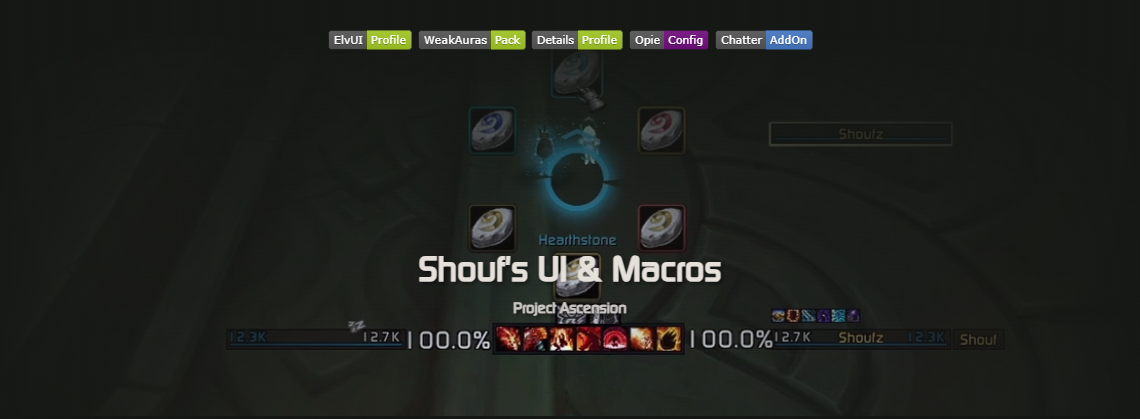 ElvUI Profile WeakAuras Pack Details Profile Opie Config Chatter AddOn
Shoufz
Hearthstone
Shouf's UI & Macros
Project Ascension
12.3K 12.7K 100.0% 100.0% 12.7K Shoufz 12.3K Shouf